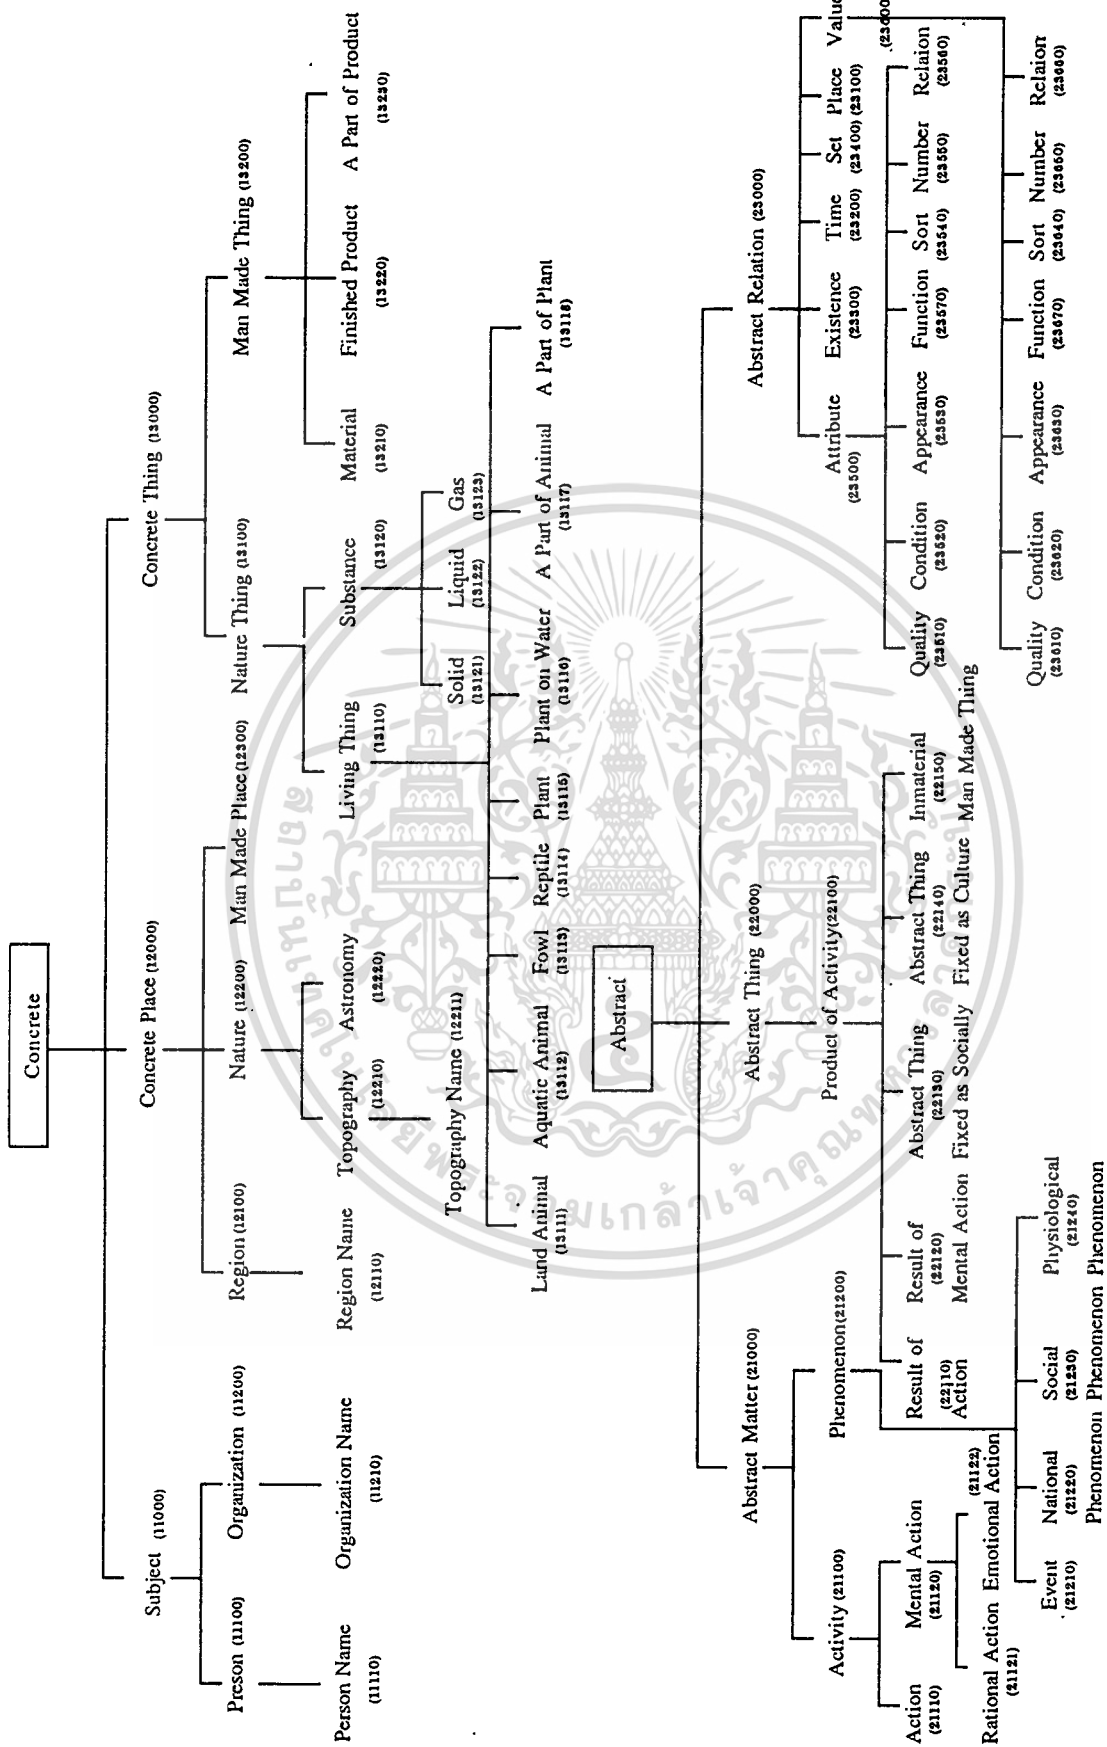 Concrete
Subject (11000)
Concrete Place (12000)
Concrete Thing (13000)
Preson (11100)
Organization (11200)
Region (12100)
Nature (12200)
Man Made Place (12300)
Nature Thing (13100)
Man Made Thing (13200)
Person Name
(11110)
Organization Name
(11210)
Region Name
(12110)
Topography
(12210)
Astronomy
(12220)
Living Thing
(13110)
Substance
(13120)
Material
(13210)
Finished Product
(13220)
A Part of Product
(13230)
Topography Name (12211)
Solid
(13121)
Liquid
(13122)
Gas
(13123)
Land Animal
(13111)
Aquatic Animal
(13112)
Fowl
(13113)
Reptile
(13114)
Plant
(13115)
Plant on Water
(13116)
A Part of Animal
(13117)
A Part of Plant
(13118)
Abstract
Abstract Matter (21000)
Abstract Thing (22000)
Abstract Relation (23000)
Activity (21100)
Phenomenon (21200)
Product of Activity (22100)
Attribute
(23500)
Existence
(23300)
Time
(23200)
Set
(23400)
Place
(23100)
Value
(23600)
Action
(21110)
Mental Action
(21120)
Result of
(22110)
Action
Result of
(22120)
Mental Action
Abstract Thing
(22130)
Fixed as Socially
Abstract Thing
(22140)
Fixed as Culture
Inmaterial
(22150)
Man Made Thing
Quality
(23510)
Condition
(23520)
Appearance
(23530)
Function
(23570)
Sort
(23540)
Number
(23550)
Relaion
(23560)
Rational Action
(21121)
Emotional Action
(21122)
Event
(21210)
National
(21220)
Phenomenon
Social
(21230)
Phenomenon
Physiological
(21240)
Phenomenon
Quality
(23610)
Condition
(23620)
Appearance
(23630)
Function
(23670)
Sort
(23640)
Number
(23650)
Relaion
(23660)